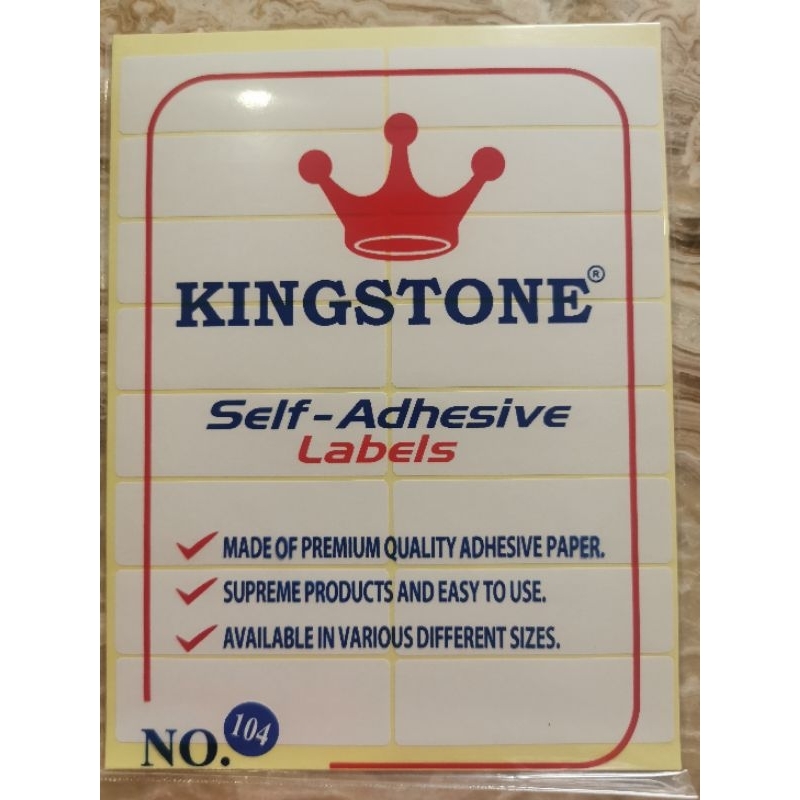 KINGSTONE®
Self-Adhesive
Labels
MADE OF PREMIUM QUALITY ADHESIVE PAPER.
SUPREME PRODUCTS AND EASY TO USE.
AVAILABLE IN VARIOUS DIFFERENT SIZES.
NO. 104